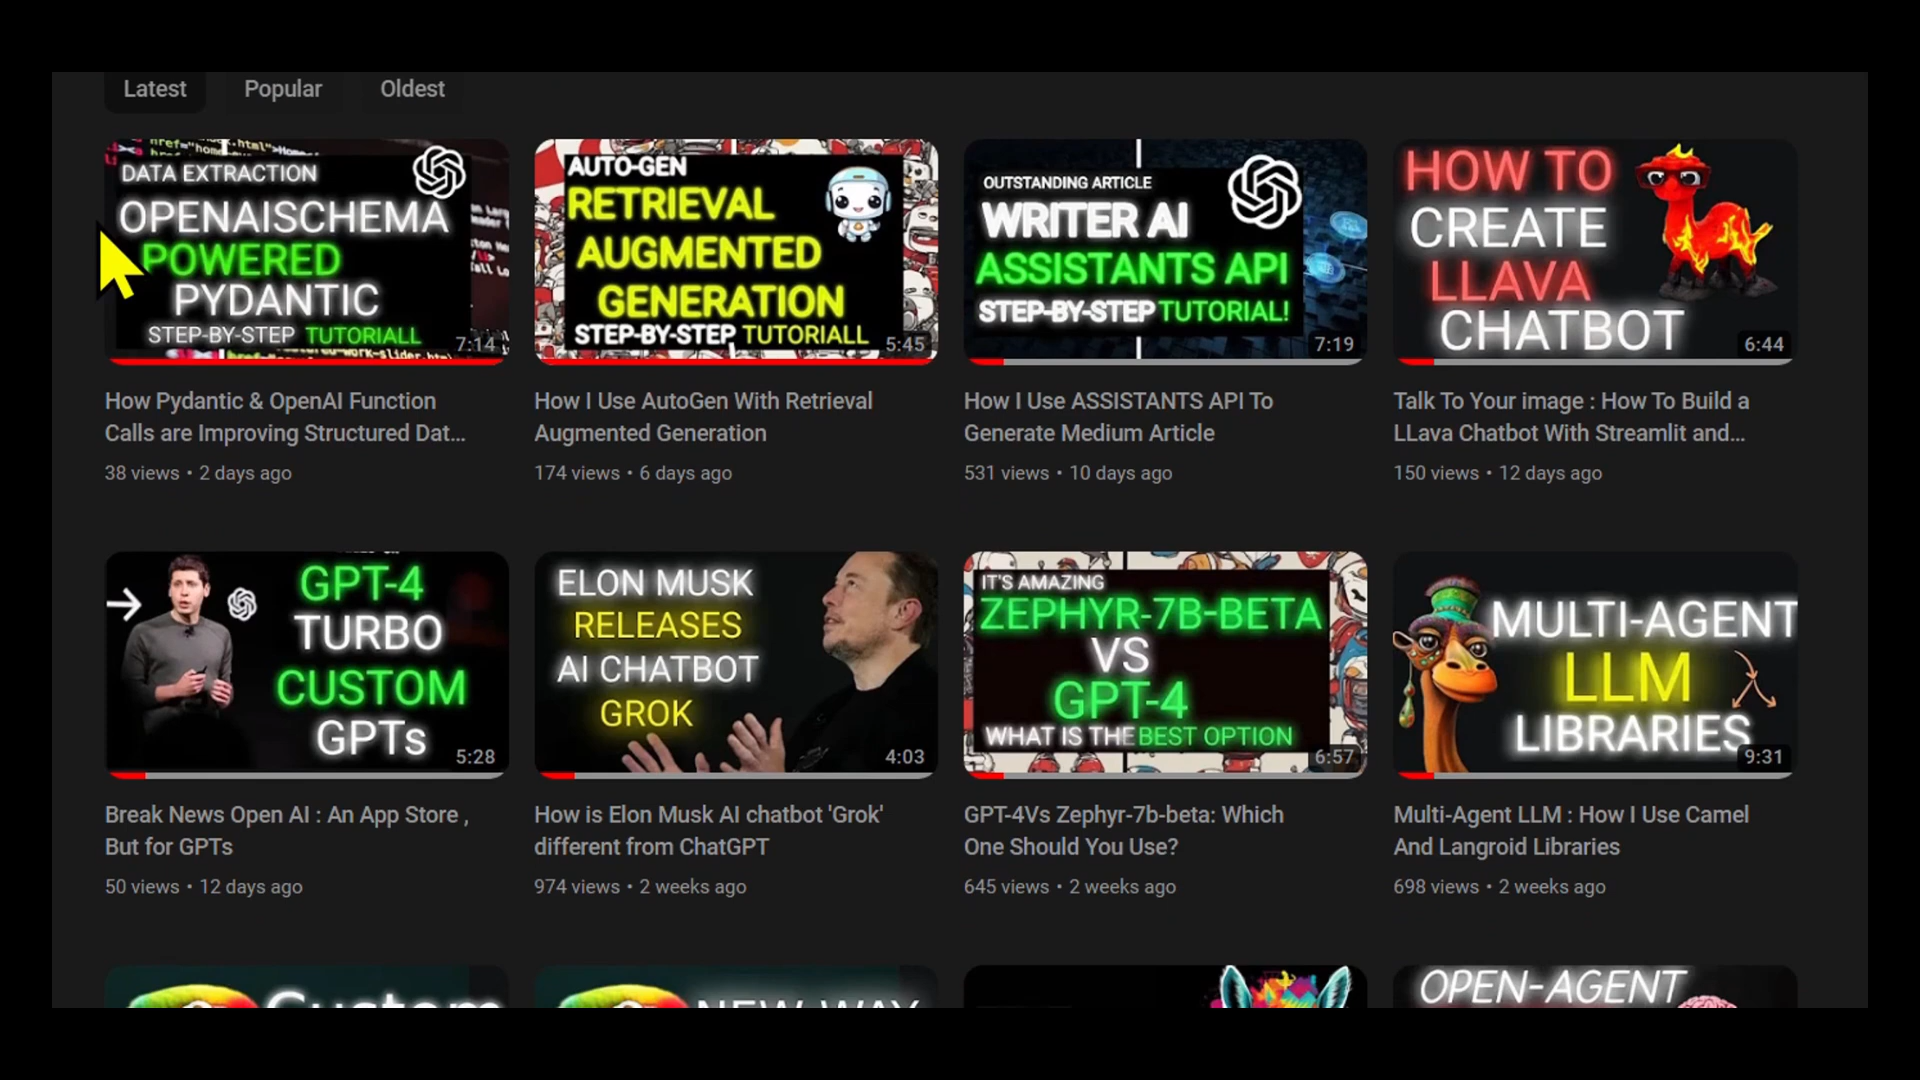 Latest
Popular
Oldest
DATA EXTRACTION
OPENAISCHEMA
POWERED
PYDANTIC
STEP-BY-STEP TUTORIALL
7:14
AUTO-GEN
RETRIEVAL
AUGMENTED
GENERATION
STEP-BY-STEP TUTORIALL
5:45
OUTSTANDING ARTICLE
WRITER AI
ASSISTANTS API
STEP-BY-STEP TUTORIAL!
7:19
HOW TO
CREATE
LLAVA
CHATBOT
6:44
How Pydantic & OpenAI Function
Calls are Improving Structured Dat...
38 views • 2 days ago
How I Use AutoGen With Retrieval
Augmented Generation
174 views • 6 days ago
How I Use ASSISTANTS API To
Generate Medium Article
531 views • 10 days ago
Talk To Your image : How To Build a
LLava Chatbot With Streamlit and...
150 views • 12 days ago
GPT-4
TURBO
CUSTOM
GPTs
5:28
ELON MUSK
RELEASES
AI CHATBOT
GROK
4:03
IT'S AMAZING
ZEPHYR-7B-BETA
VS
GPT-4
WHAT IS THE BEST OPTION
6:57
MULTI-AGENT
LLM
LIBRARIES
9:31
Break News Open AI : An App Store ,
But for GPTs
50 views • 12 days ago
How is Elon Musk AI chatbot 'Grok'
different from ChatGPT
974 views • 2 weeks ago
GPT-4Vs Zephyr-7b-beta: Which
One Should You Use?
645 views • 2 weeks ago
Multi-Agent LLM : How I Use Camel
And Langroid Libraries
698 views • 2 weeks ago
Custom
NEW WAY
OPEN-AGENT